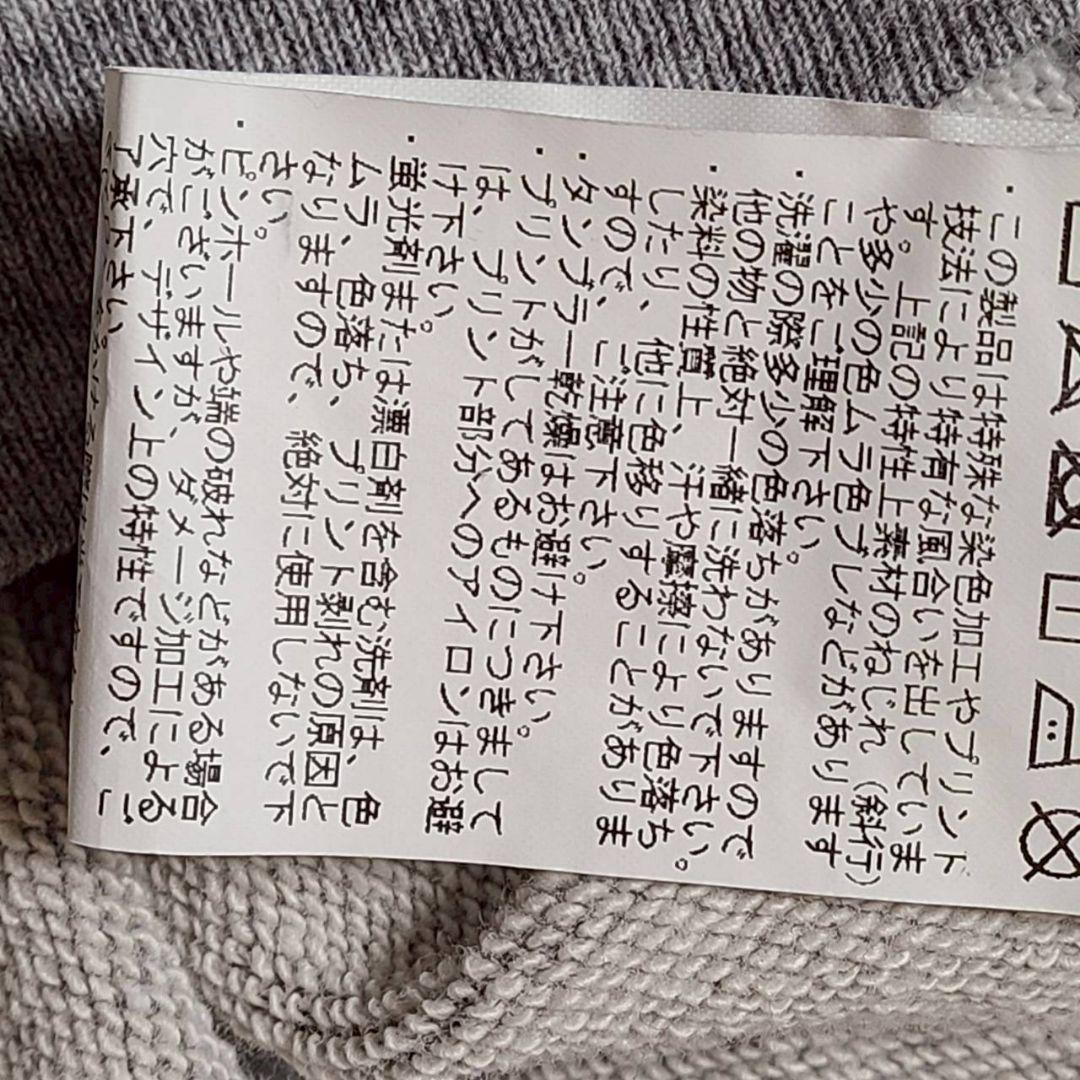 ・この製品は特殊な染色加工やプリント
技法により特有な風合いを出していま
す。上記の特性上素材のねじれ(斜行)
や多少の色ムラ色ブレなどがあります
ことをご理解下さい。
・洗濯の際多少の色落ちがありますので
他の物と絶対一緒に洗わないで下さい。
・染料の性質上、汗や摩擦により色落ち
したり、他に色移りすることがありま
すので、ご注意下さい。
・タンブラー乾燥はお避け下さい。
・プリントがしてあるものにつきまして
は、プリント部分へのアイロンはお避
け下さい。
・蛍光剤または漂白剤を含む洗剤は、色
ムラ、色落ち、プリント剥れの原因と
なりますので、絶対に使用しないで下
さい。
・ピンホールや端の破れなどがある場合
がございますが、ダメージ加工による
穴で、デザイン上の特性ですので、ご
了承下さい。